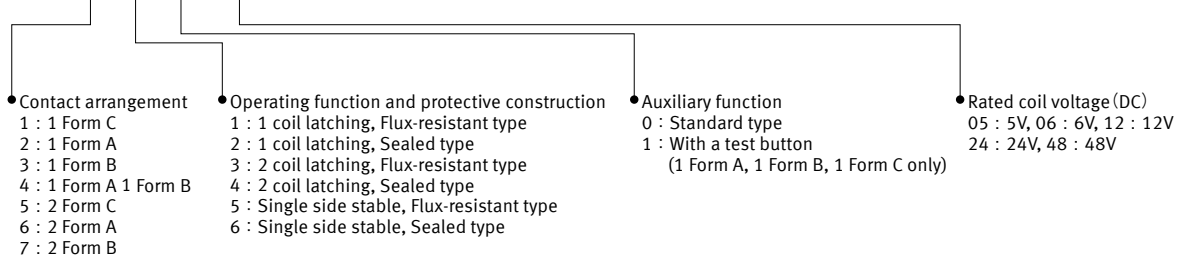 Contact arrangement
1 : 1 Form C
2 : 1 Form A
3 : 1 Form B
4 : 1 Form A 1 Form B
5 : 2 Form C
6 : 2 Form A
7 : 2 Form B
Operating function and protective construction
1 : 1 coil latching, Flux-resistant type
2 : 1 coil latching, Sealed type
3 : 2 coil latching, Flux-resistant type
4 : 2 coil latching, Sealed type
5 : Single side stable, Flux-resistant type
6 : Single side stable, Sealed type
Auxiliary function
0 : Standard type
1 : With a test button
(1 Form A, 1 Form B, 1 Form C only)
Rated coil voltage (DC)
05 : 5V, 06 : 6V, 12 : 12V
24 : 24V, 48 : 48V